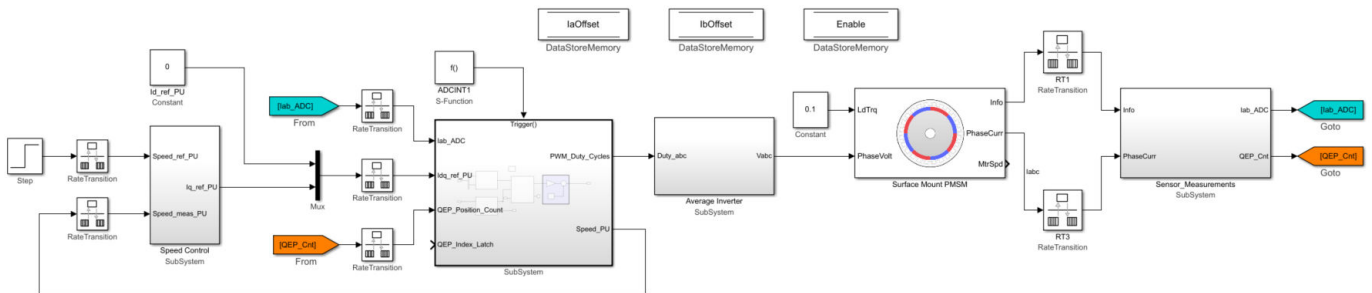 IaOffset
DataStoreMemory
IbOffset
DataStoreMemory
Enable
DataStoreMemory
0
Id_ref_PU
Constant
f()
ADCINT1
S-Function
[Iab_ADC]
From
RateTransition
RT1
RateTransition
0.1
Constant
LdTrq
PhaseVolt
Info
PhaseCurr
MtrSpd
Surface Mount PMSM
Iabc
RT3
RateTransition
Info
PhaseCurr
Iab_ADC
QEP_Cnt
Sensor_Measurements
SubSystem
[Iab_ADC]
Goto
[QEP_Cnt]
Goto
Step
RateTransition
RateTransition
Speed_ref_PU
Speed_meas_PU
Iq_ref_PU
Speed Control
SubSystem
Mux
RateTransition
[QEP_Cnt]
From
RateTransition
Trigger()
Iab_ADC
Idq_ref_PU
QEP_Position_Count
QEP_Index_Latch
PWM_Duty_Cycles
Speed_PU
SubSystem
Duty_abc
Vabc
Average Inverter
SubSystem